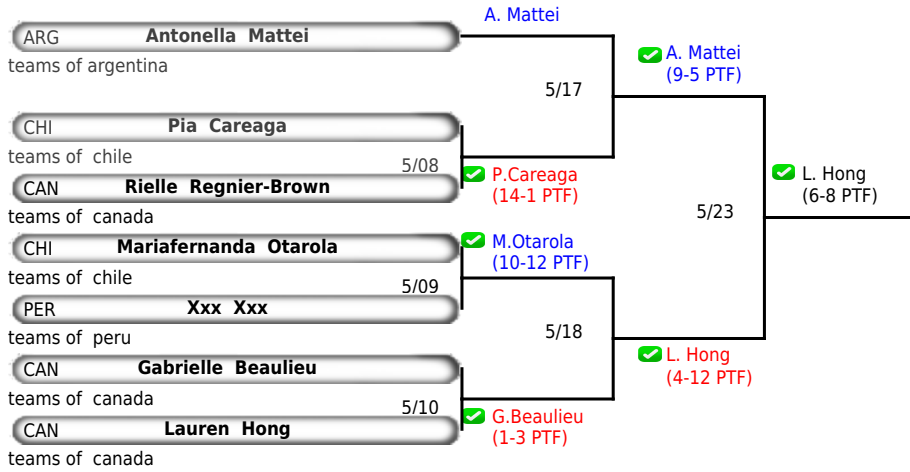 A. Mattei
ARG Antonella Mattei
teams of argentina
A. Mattei
(9-5 PTF)
5/17
CHI Pia Careaga
teams of chile
5/08
CAN Rielle Regnier-Brown
teams of canada
P.Careaga
(14-1 PTF)
L. Hong
(6-8 PTF)
5/23
CHI Mariafernanda Otarola
teams of chile
M.Otarola
(10-12 PTF)
5/09
PER Xxx Xxx
teams of peru
5/18
CAN Gabrielle Beaulieu
teams of canada
L. Hong
(4-12 PTF)
5/10
CAN Lauren Hong
teams of canada
G.Beaulieu
(1-3 PTF)